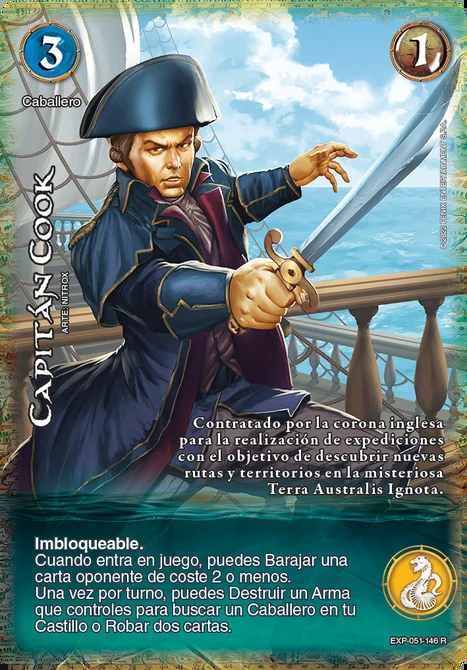 3
1
Caballero
CAPITÁN COOK
ARTE: NITROX
©2022 FENIX ENTERTAINMENT S.P.A.
Contratado por la corona inglesa
para la realización de expediciones
con el objetivo de descubrir nuevas
rutas y territorios en la misteriosa
Terra Australis Ignota.
Imbloqueable.
Cuando entra en juego, puedes Barajar una
carta oponente de coste 2 o menos.
Una vez por turno, puedes Destruir un Arma
que controles para buscar un Caballero en tu
Castillo o Robar dos cartas.
EXP-051-146 R